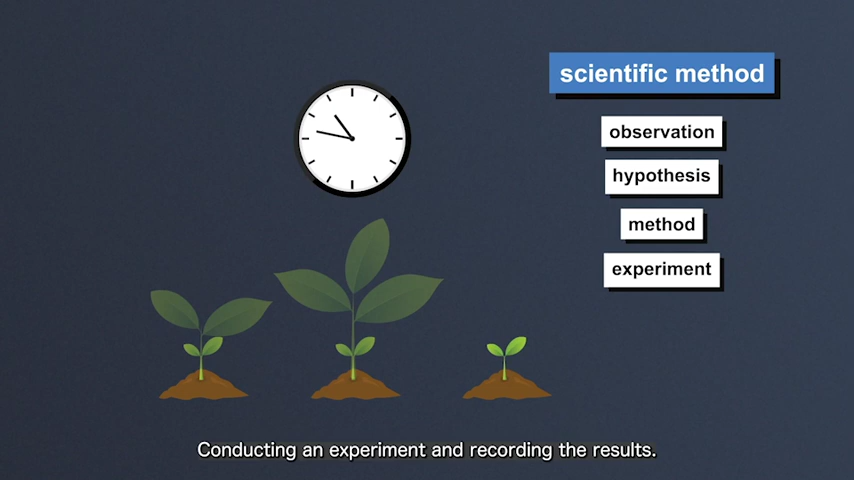 scientific method
observation
hypothesis
method
experiment
Conducting an experiment and recording the results.